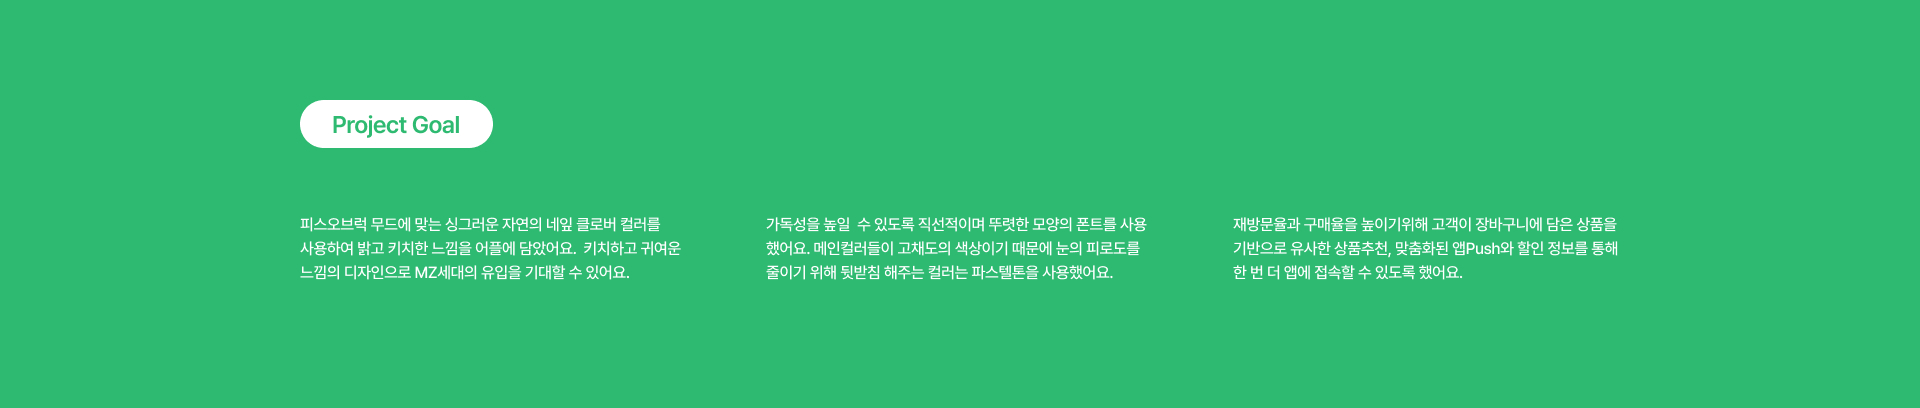 Project Goal
피스오브럭 무드에 맞는 싱그러운 자연의 네잎 클로버 컬러를
사용하여 밝고 키치한 느낌을 어플에 담았어요.  키치하고 귀여운
느낌의 디자인으로 MZ세대의 유입을 기대할 수 있어요.
가독성을 높일  수 있도록 직선적이며 뚜렷한 모양의 폰트를 사용
했어요. 메인컬러들이 고채도의 색상이기 때문에 눈의 피로도를
줄이기 위해 뒷받침 해주는 컬러는 파스텔톤을 사용했어요.
재방문율과 구매율을 높이기위해 고객이 장바구니에 담은 상품을
기반으로 유사한 상품추천, 맞춤화된 앱Push와 할인 정보를 통해
한 번 더 앱에 접속할 수 있도록 했어요.